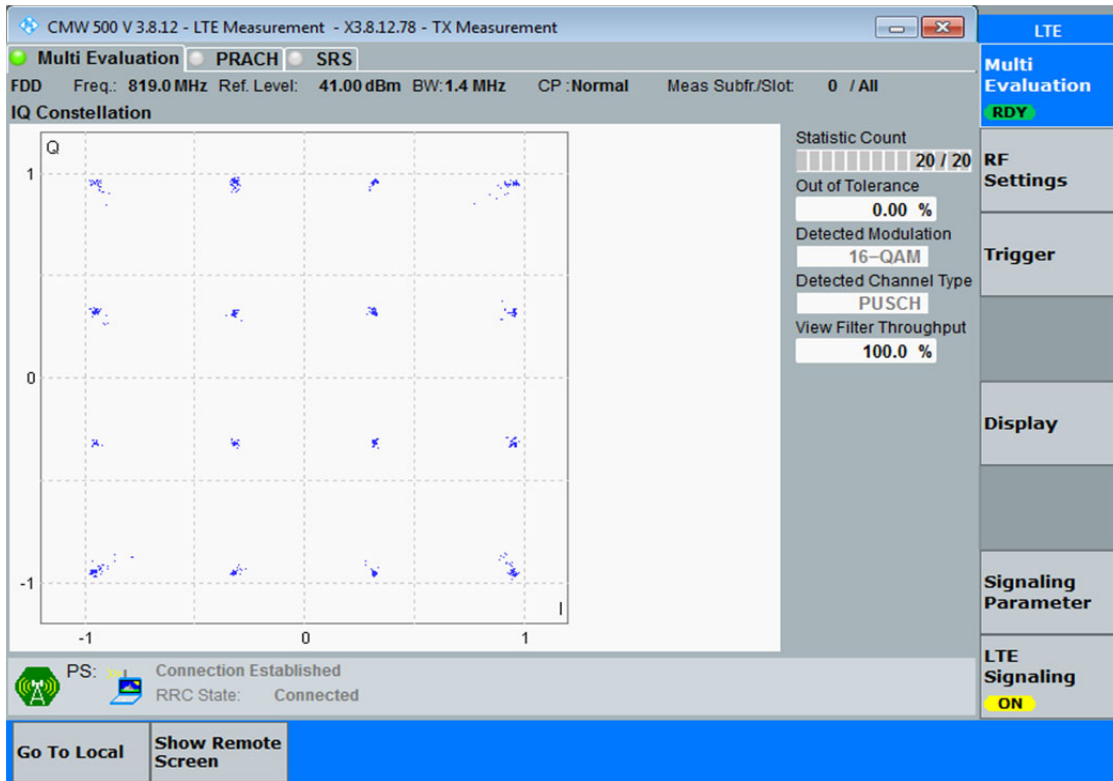 CMW 500 V 3.8.12 - LTE Measurement - X3.8.12.78 - TX Measurement
Multi Evaluation PRACH SRS
FDD Freq.: 819.0 MHz Ref. Level: 41.00 dBm BW: 1.4 MHz CP : Normal Meas Subfr./Slot: 0 / All
IQ Constellation
Q
1
0
-1
I
-1 0 1
Statistic Count
20 / 20
Out of Tolerance
0.00 %
Detected Modulation
16-QAM
Detected Channel Type
PUSCH
View Filter Throughput
100.0 %
PS: Connection Established
RRC State: Connected
LTE
Multi
Evaluation
RDY
RF
Settings
Trigger
Display
Signaling
Parameter
LTE
Signaling
ON
Go To Local
Show Remote
Screen